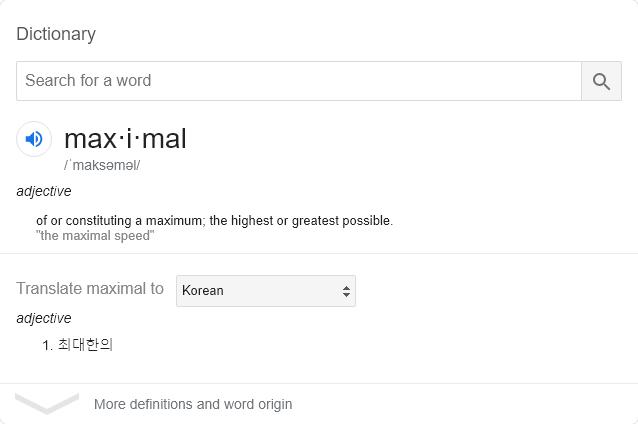 Dictionary
Search for a word
max·i·mal
/ˈmaksəməl/
adjective
of or constituting a maximum; the highest or greatest possible.
"the maximal speed"
Translate maximal to Korean
adjective
1. 최대한의
More definitions and word origin